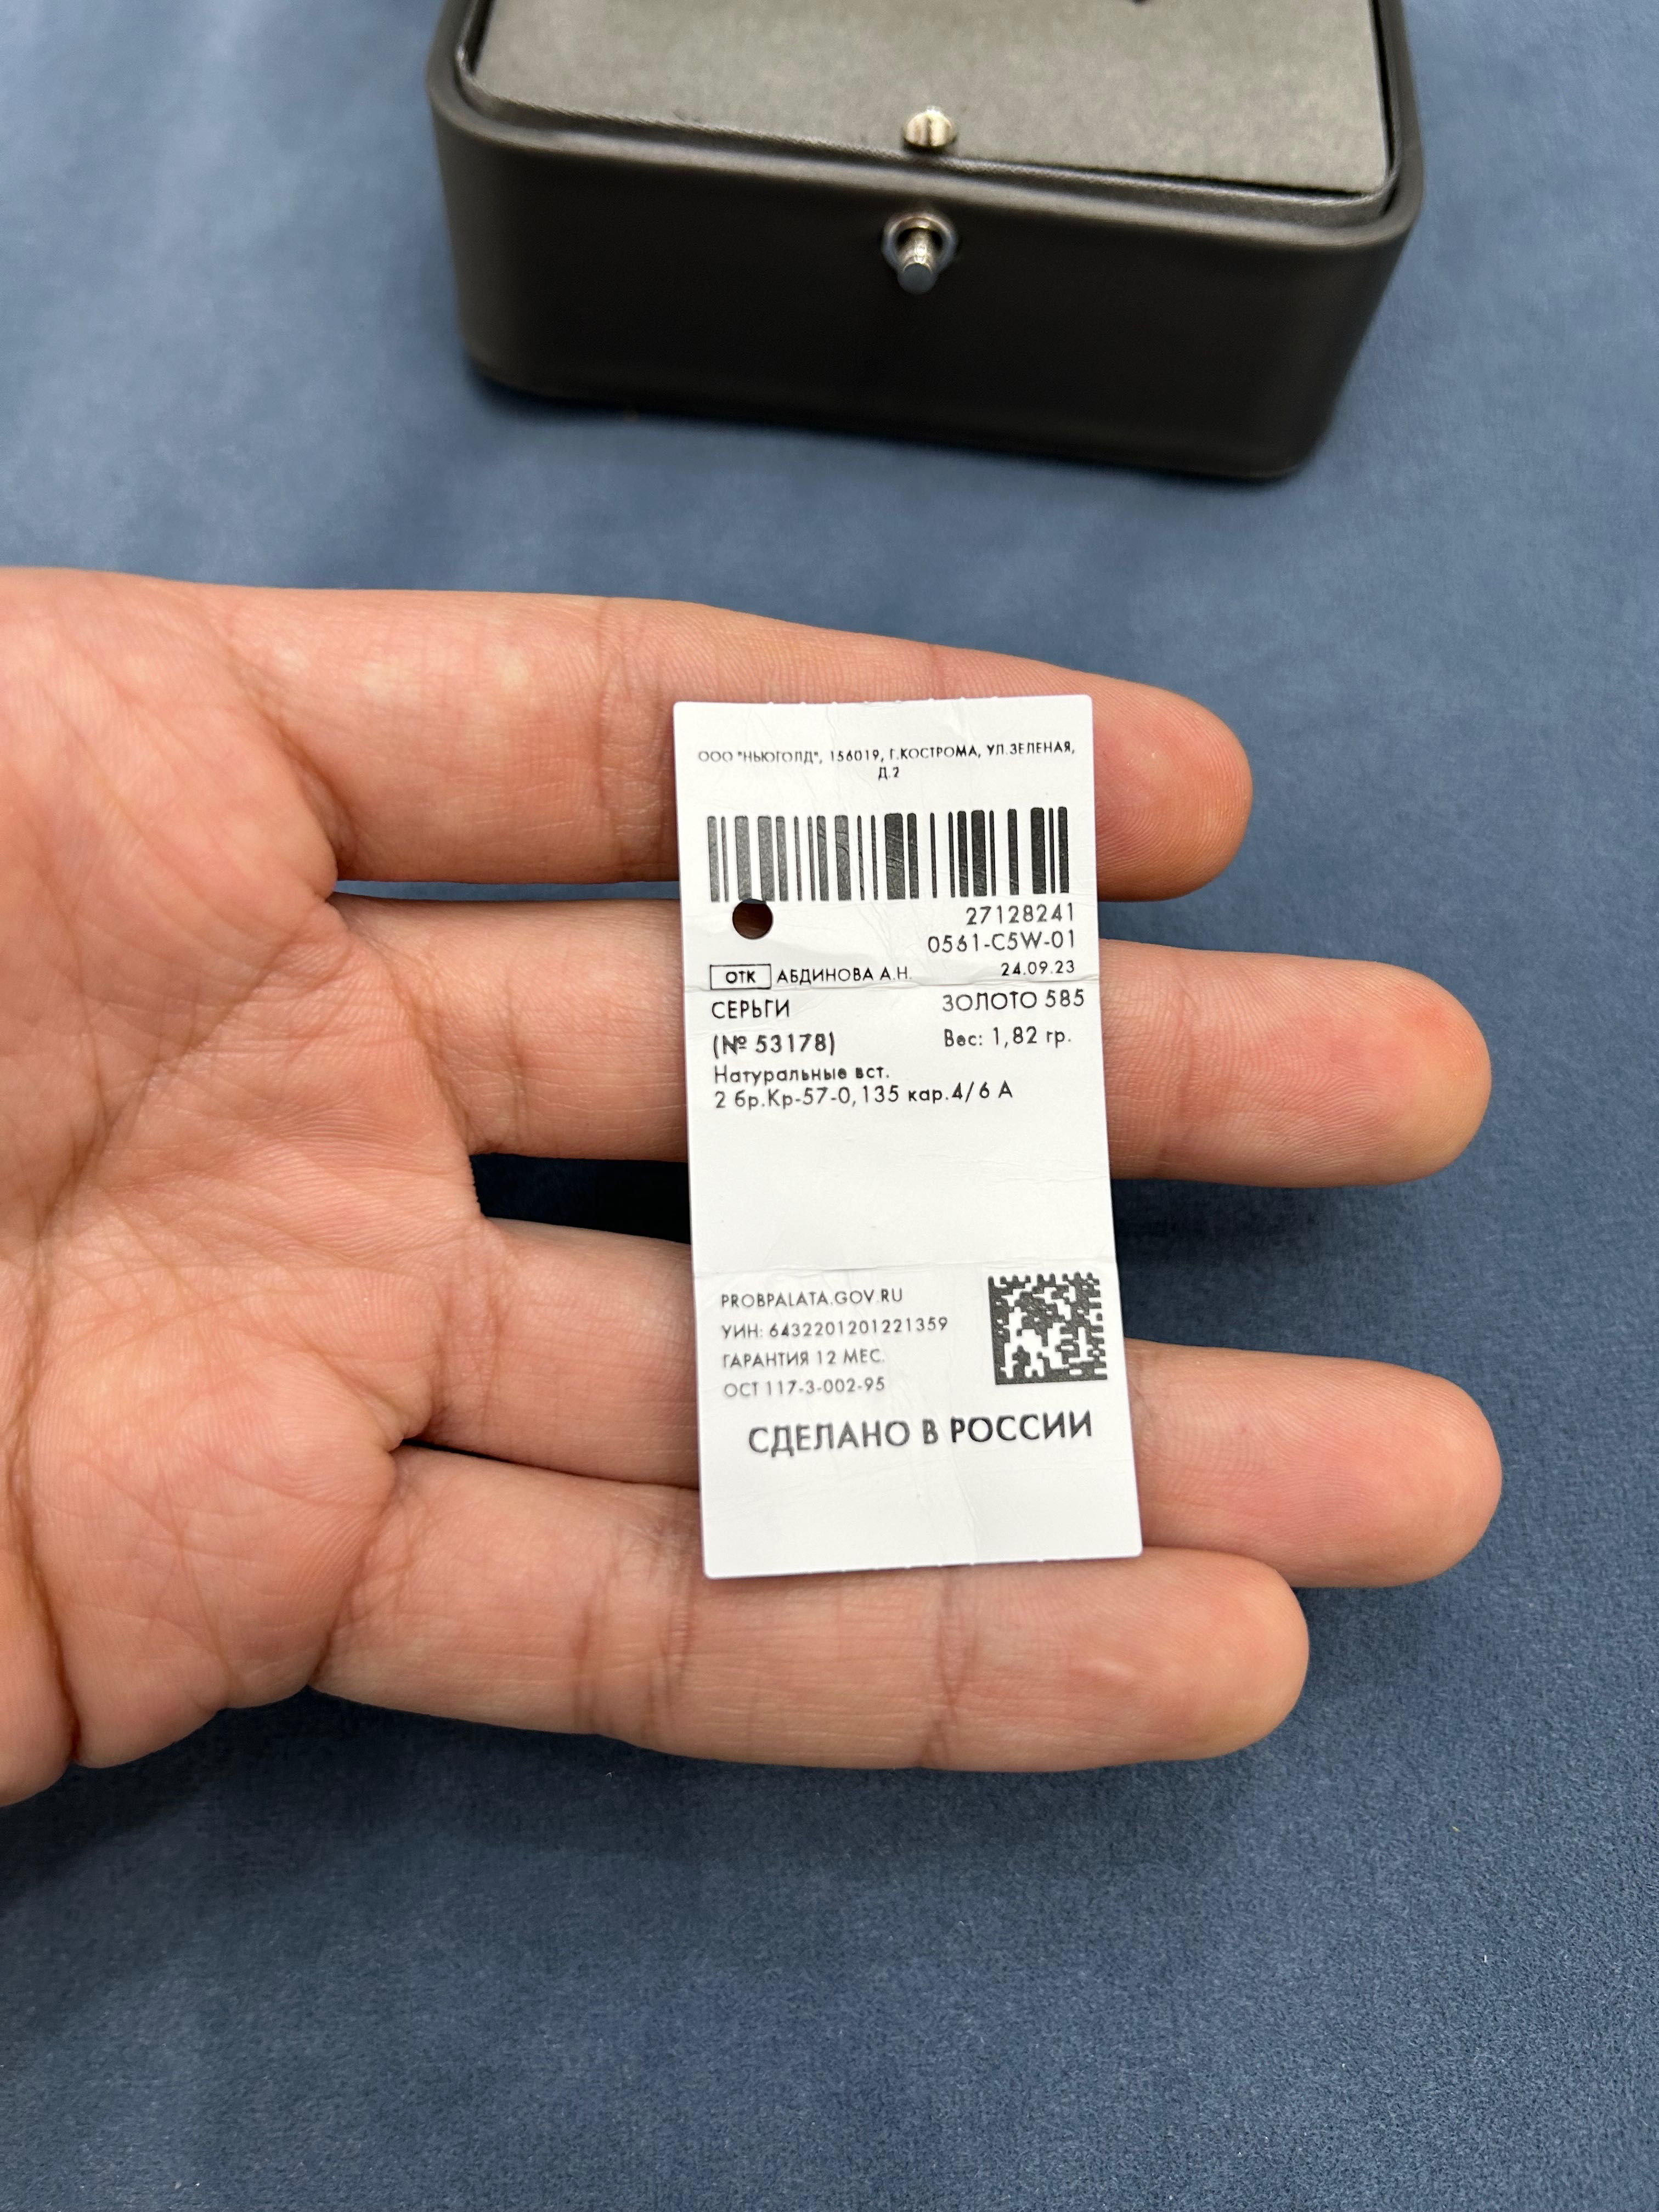 ООО "НЬЮГОЛД", 156019, Г.КОСТРОМА, УЛ.ЗЕЛЕНАЯ,
Д.2
27128241
0561-C5W-01
ОТК АБДИНОВА А.Н. 24.09.23
СЕРЬГИ ЗОЛОТО 585
(№ 53178) Вес: 1,82 гр.
Натуральные вст.
2 бр.Кр-57-0,135 кар.4/6 А
PROBPALATA.GOV.RU
УИН: 6432201201221359
ГАРАНТИЯ 12 МЕС.
ОСТ 117-3-002-95
СДЕЛАНО В РОССИИ